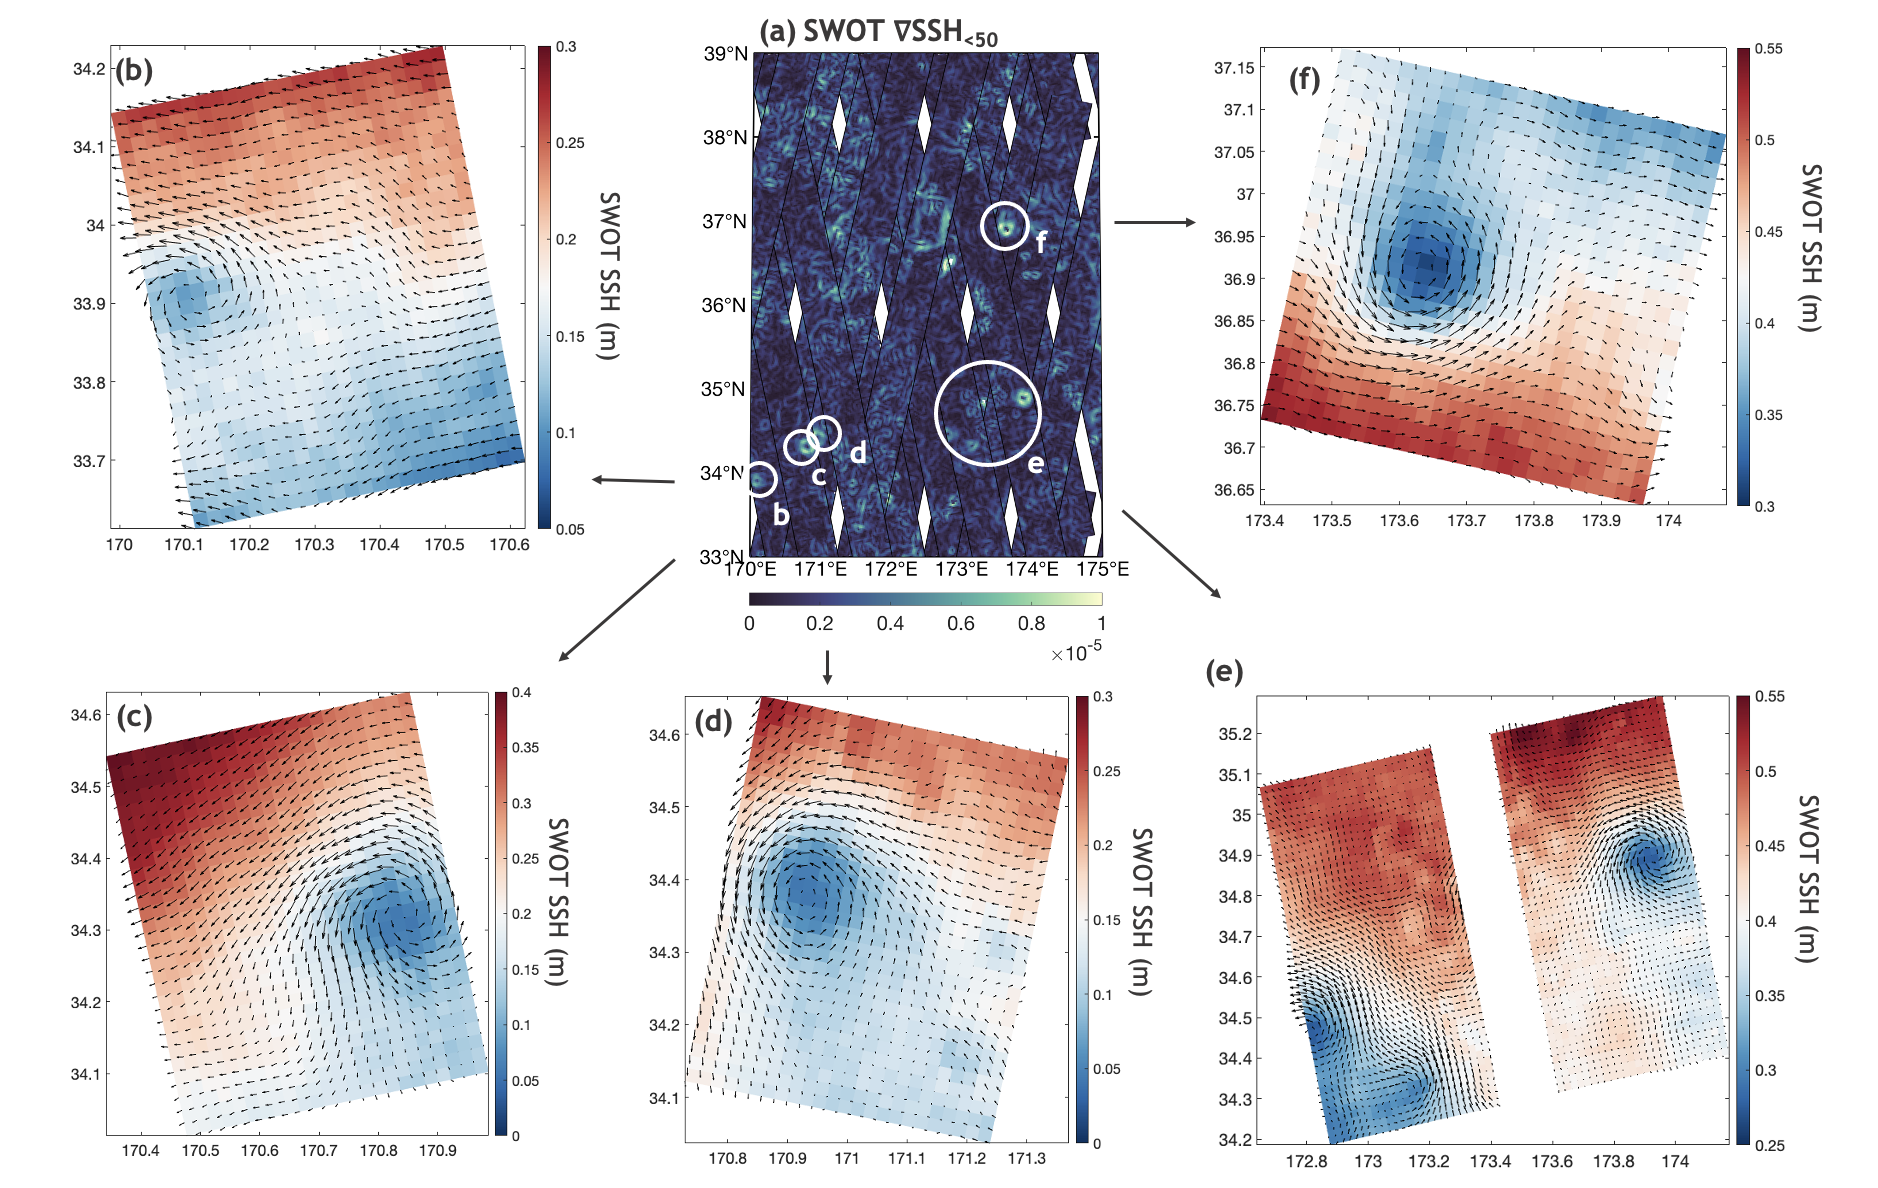 (a) SWOT ∇SSH<50
39°N
38°N
37°N
36°N
35°N
34°N
33°N
170°E 171°E 172°E 173°E 174°E 175°E
f
e
d
c
b
0 0.2 0.4 0.6 0.8 1
×10-5
(b)
34.2
34.1
34
33.9
33.8
33.7
170 170.1 170.2 170.3 170.4 170.5 170.6
0.3
0.25
0.2
0.15
0.1
0.05
SWOT SSH (m)
(f)
37.15
37.1
37.05
37
36.95
36.9
36.85
36.8
36.75
36.7
36.65
173.4 173.5 173.6 173.7 173.8 173.9 174
0.55
0.5
0.45
0.4
0.35
0.3
SWOT SSH (m)
(c)
34.6
34.5
34.4
34.3
34.2
34.1
170.4 170.5 170.6 170.7 170.8 170.9
0.4
0.35
0.3
0.25
0.2
0.15
0.1
0.05
0
SWOT SSH (m)
(d)
34.6
34.5
34.4
34.3
34.2
34.1
170.8 170.9 171 171.1 171.2 171.3
0.3
0.25
0.2
0.15
0.1
0.05
0
SWOT SSH (m)
(e)
35.2
35.1
35
34.9
34.8
34.7
34.6
34.5
34.4
34.3
34.2
172.8 173 173.2 173.4 173.6 173.8 174
0.55
0.5
0.45
0.4
0.35
0.3
0.25
SWOT SSH (m)